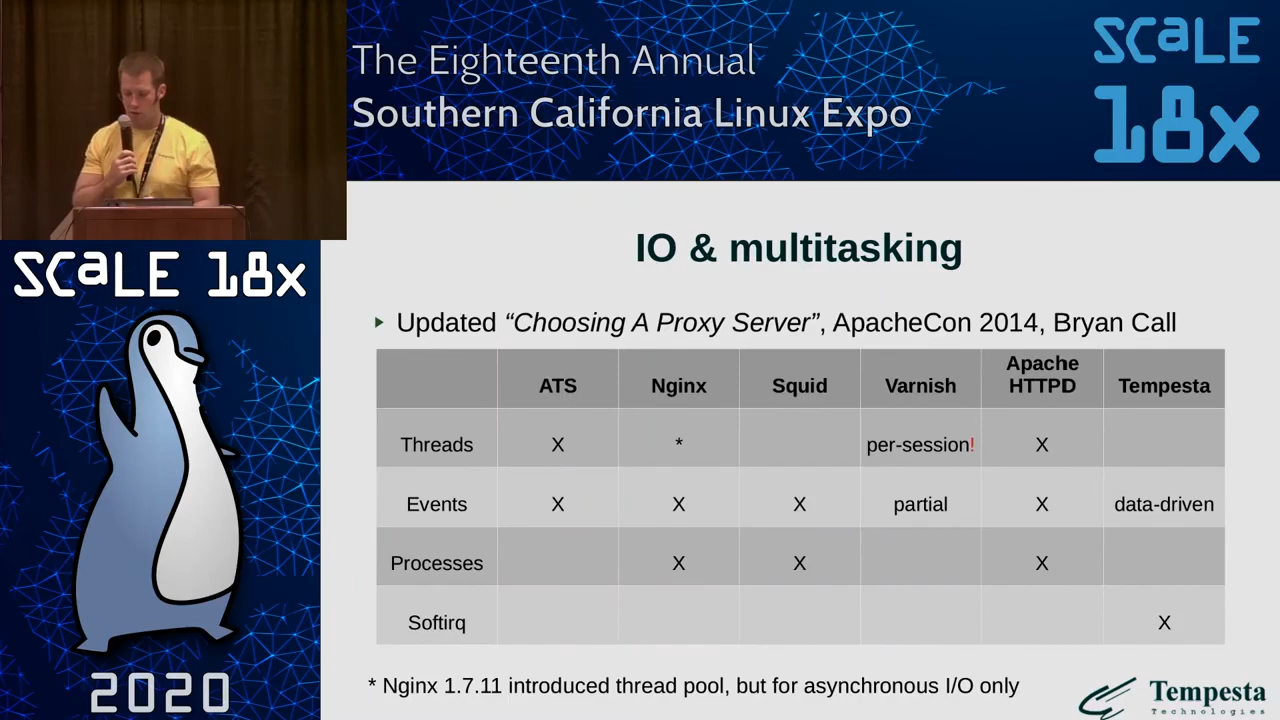 The Eighteenth Annual
Southern California Linux Expo
SCaLE
18x
SCaLE 18x
2020
IO & multitasking
Updated “Choosing A Proxy Server”, ApacheCon 2014, Bryan Call
ATS Nginx Squid Varnish Apache HTTPD Tempesta
Threads X * per-session! X
Events X X X partial X data-driven
Processes X X X
Softirq X
* Nginx 1.7.11 introduced thread pool, but for asynchronous I/O only
Tempesta
Technologies